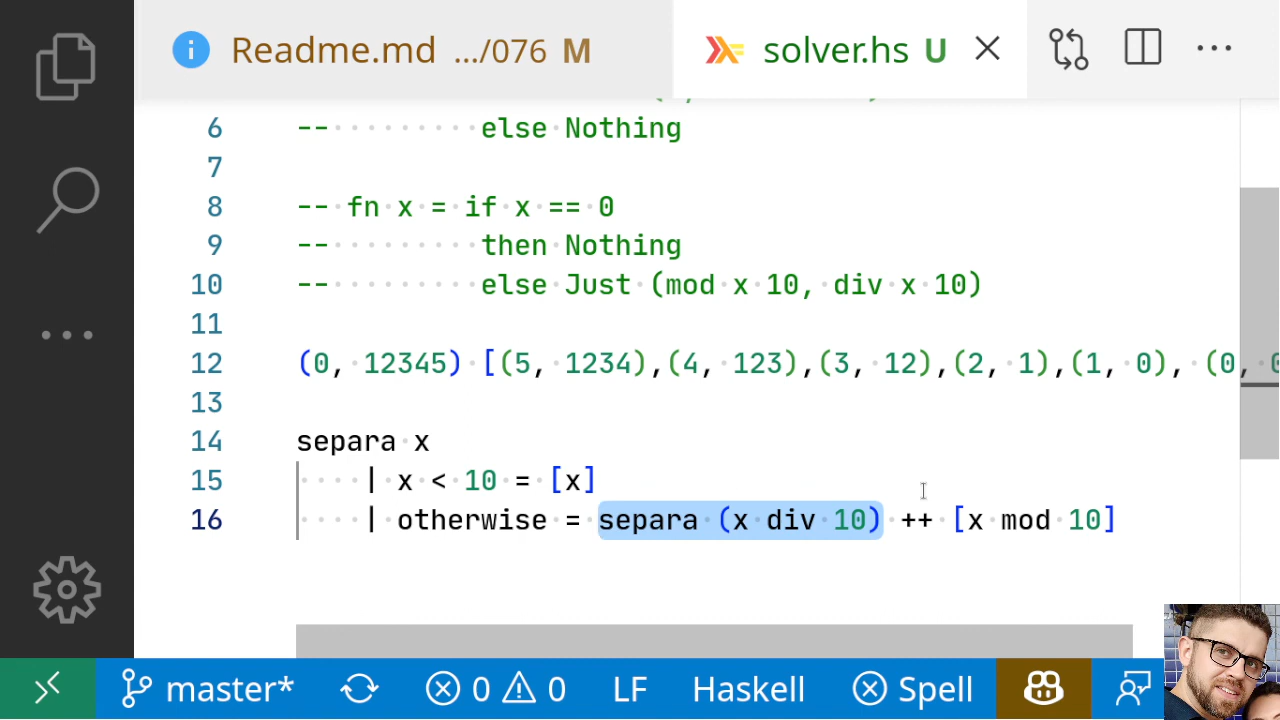 Readme.md .../076 M
solver.hs U
6 -- else Nothing
7
8 -- fn x = if x == 0
9 -- then Nothing
10 -- else Just (mod x 10, div x 10)
11
12 (0, 12345) [(5, 1234),(4, 123),(3, 12),(2, 1),(1, 0), (0, 0
13
14 separa x
15 | x < 10 = [x]
16 | otherwise = separa (x div 10) ++ [x mod 10]
master* 0 0 LF Haskell Spell